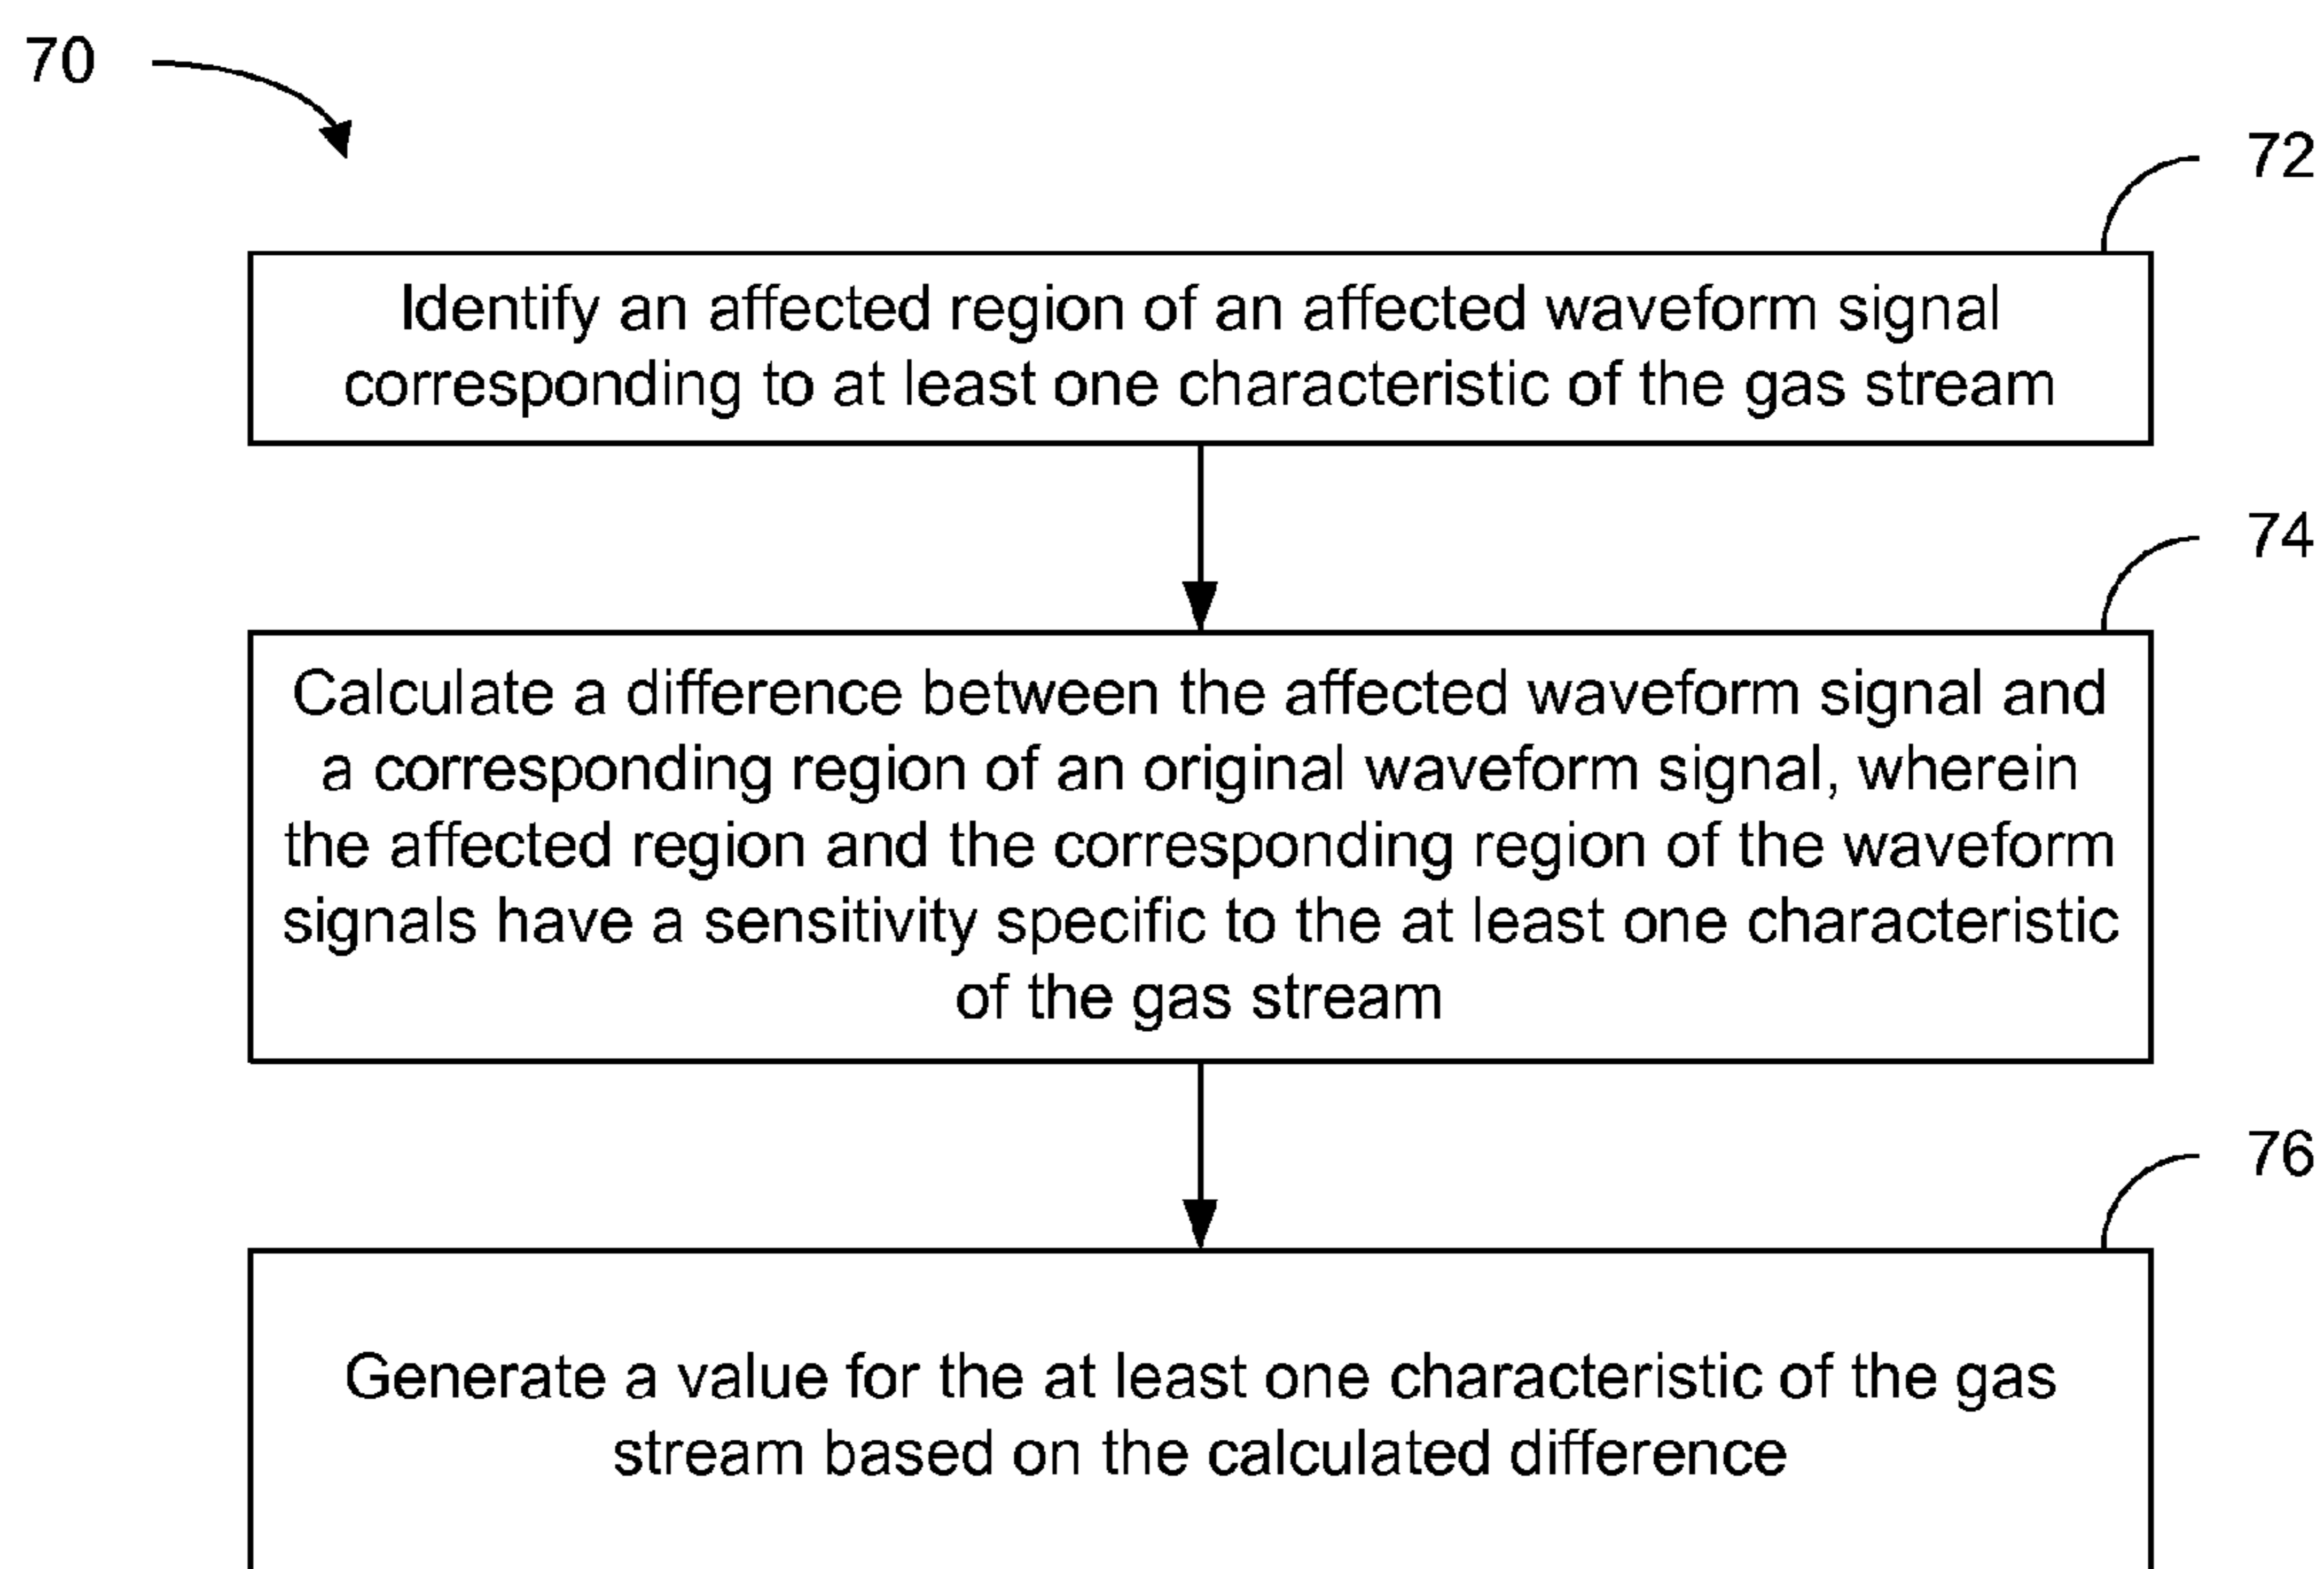 70
72
Identify an affected region of an affected waveform signal
corresponding to at least one characteristic of the gas stream
74
Calculate a difference between the affected waveform signal and
a corresponding region of an original waveform signal, wherein
the affected region and the corresponding region of the waveform
signals have a sensitivity specific to the at least one characteristic
of the gas stream
76
Generate a value for the at least one characteristic of the gas
stream based on the calculated difference